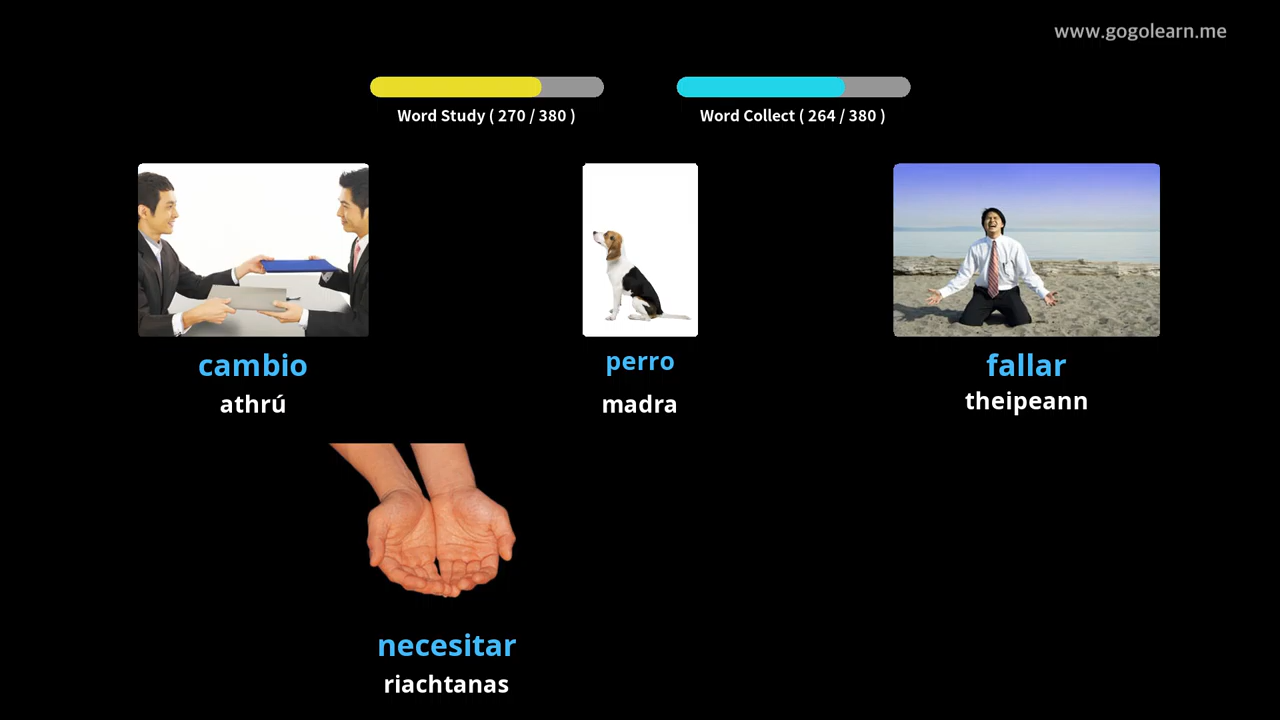 www.gogolearn.me
Word Study ( 270 / 380 )
Word Collect ( 264 / 380 )
cambio
athrú
perro
madra
fallar
theipeann
necesitar
riachtanas